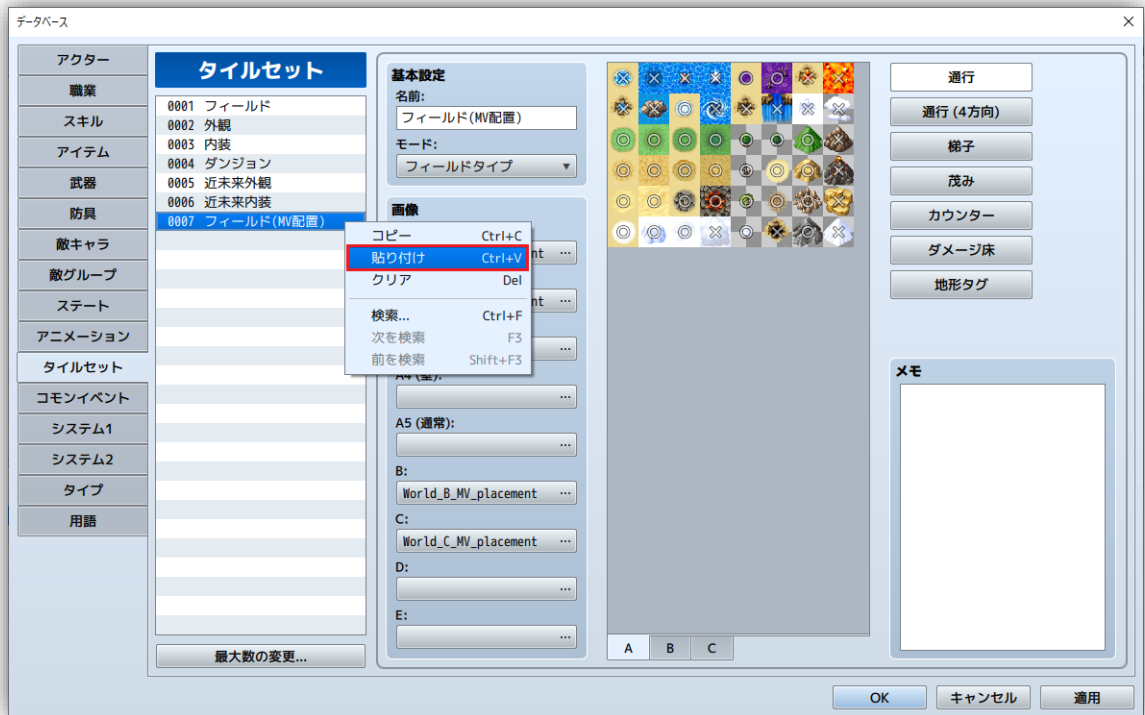 データベース
アクター
職業
スキル
アイテム
武器
防具
敵キャラ
敵グループ
ステート
アニメーション
タイルセット
コモンイベント
システム1
システム2
タイプ
用語
タイルセット
0001 フィールド
0002 外観
0003 内装
0004 ダンジョン
0005 近未来外観
0006 近未来内装
0007 フィールド(MV配置)
最大数の変更...
コピー Ctrl+C
貼り付け Ctrl+V
クリア Del
検索... Ctrl+F
次を検索 F3
前を検索 Shift+F3
基本設定
名前:
フィールド(MV配置)
モード:
フィールドタイプ
画像
nt ...
nt ...
...
A4 (壁):
...
A5 (通常):
...
B:
World_B_MV_placement ...
C:
World_C_MV_placement ...
D:
...
E:
...
A B C
通行
通行 (4方向)
梯子
茂み
カウンター
ダメージ床
地形タグ
メモ
OK キャンセル 適用